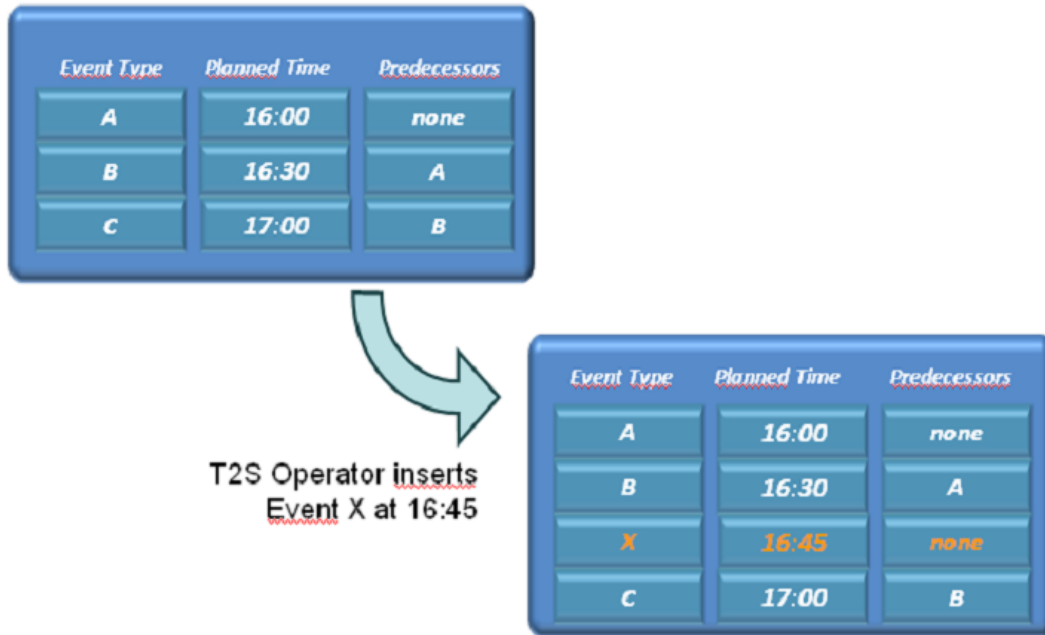 Event Type Planned Time Predecessors
A 16:00 none
B 16:30 A
C 17:00 B
T2S Operator inserts
Event X at 16:45
Event Type Planned Time Predecessors
A 16:00 none
B 16:30 A
X 16:45 none
C 17:00 B